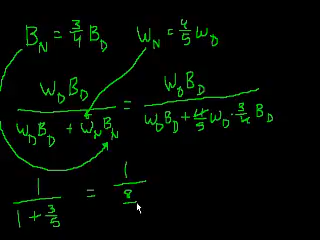 B_N = 3/4 B_D    W_N = 4/5 W_D
W_D B_D / (W_D B_D + W_N B_N) = W_D B_D / (W_D B_D + 4/5 W_D · 3/4 B_D)
1 / (1 + 3/5) = 1 / 8